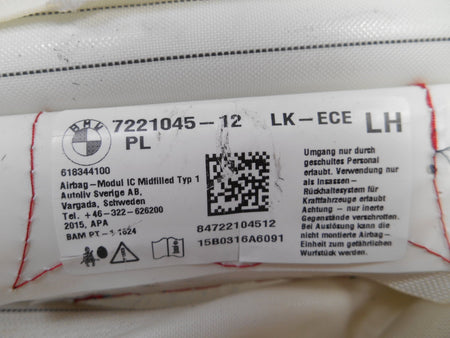 BMW
7221045-12 LK-ECE LH
PL
618344100
Airbag-Modul IC Midfilled Typ 1
Autoliv Sverige AB,
Vargada, Schweden
Tel. +46-322-626200
2015, APA
BAM PT-
84722104512
15B0316A6091
Umgang nur durch
geschultes Personal
erlaubt. Verwendung nur
als Insassen-
Rückhaltesystem für
Kraftfahrzeuge erlaubt
Achtung - nur innerte
Gegenstände verschrotten.
Bei Auslösung kann die
nicht montierte Airbag-
Einheit zum gefährlichen
Wurfstück werden.